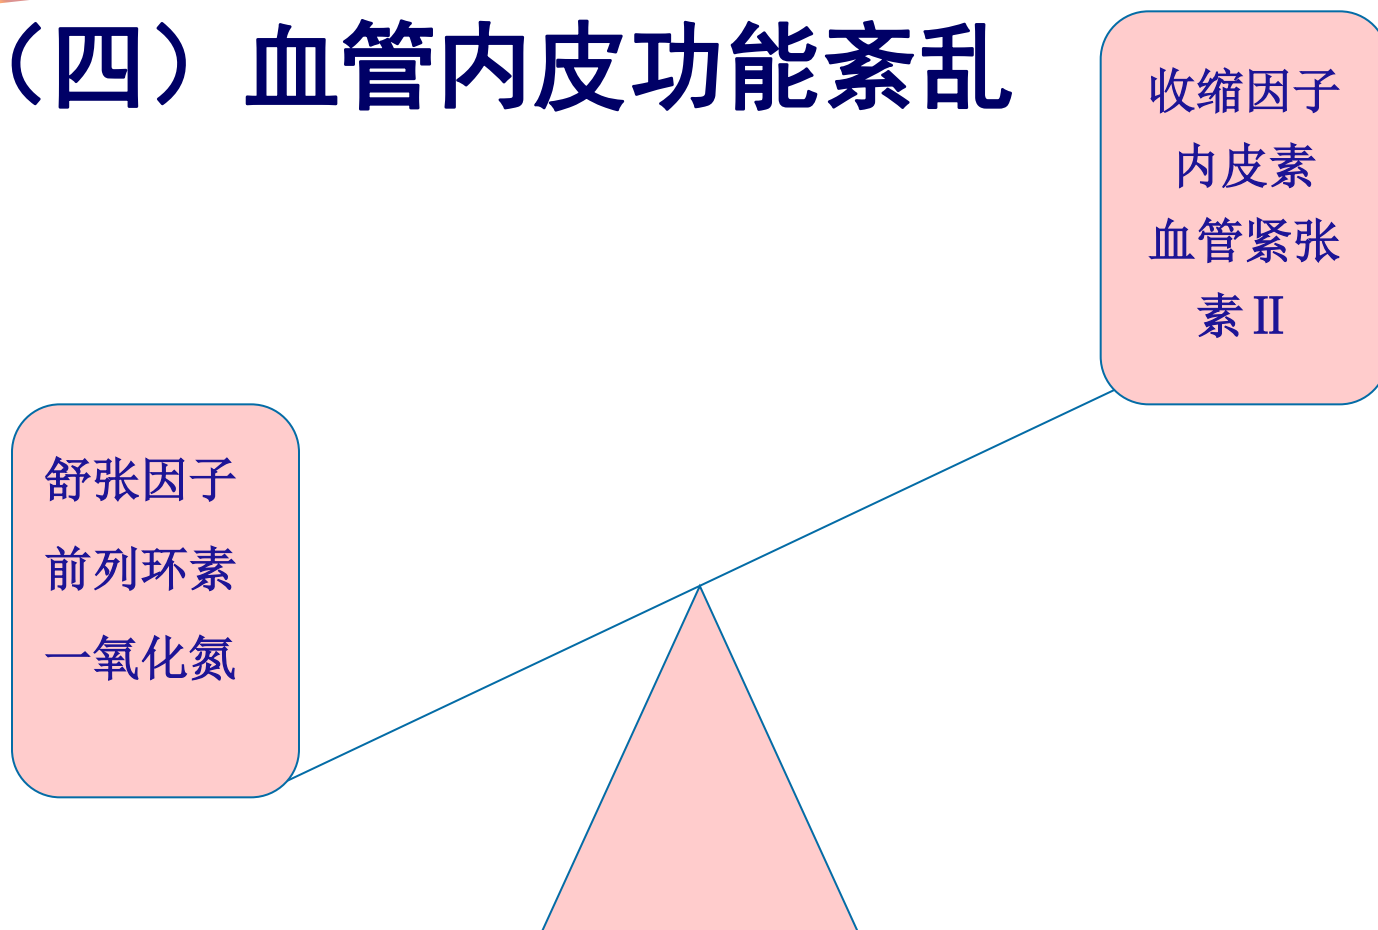 （四）血管内皮功能紊乱
收缩因子
内皮素
血管紧张
素Ⅱ
舒张因子
前列环素
一氧化氮